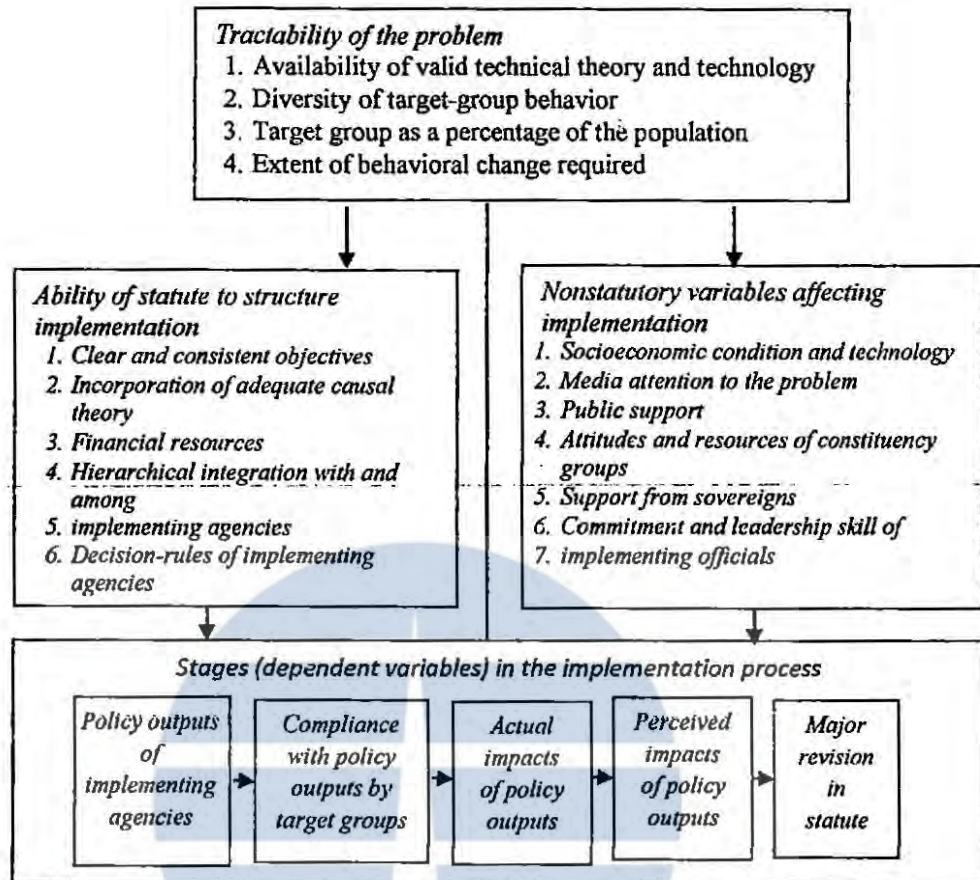 Tractability of the problem
1. Availability of valid technical theory and technology
2. Diversity of target-group behavior
3. Target group as a percentage of the population
4. Extent of behavioral change required
Ability of statute to structure
implementation
1. Clear and consistent objectives
2. Incorporation of adequate causal
theory
3. Financial resources
4. Hierarchical integration with and
among
5. implementing agencies
6. Decision-rules of implementing
agencies
Nonstatutory variables affecting
implementation
1. Socioeconomic condition and technology
2. Media attention to the problem
3. Public support
4. Attitudes and resources of constituency
groups
5. Support from sovereigns
6. Commitment and leadership skill of
7. implementing officials
Stages (dependent variables) in the implementation process
Policy outputs
of
implementing
agencies
Compliance
with policy
outputs by
target groups
Actual
impacts
of policy
outputs
Perceived
impacts
of policy
outputs
Major
revision
in
statute